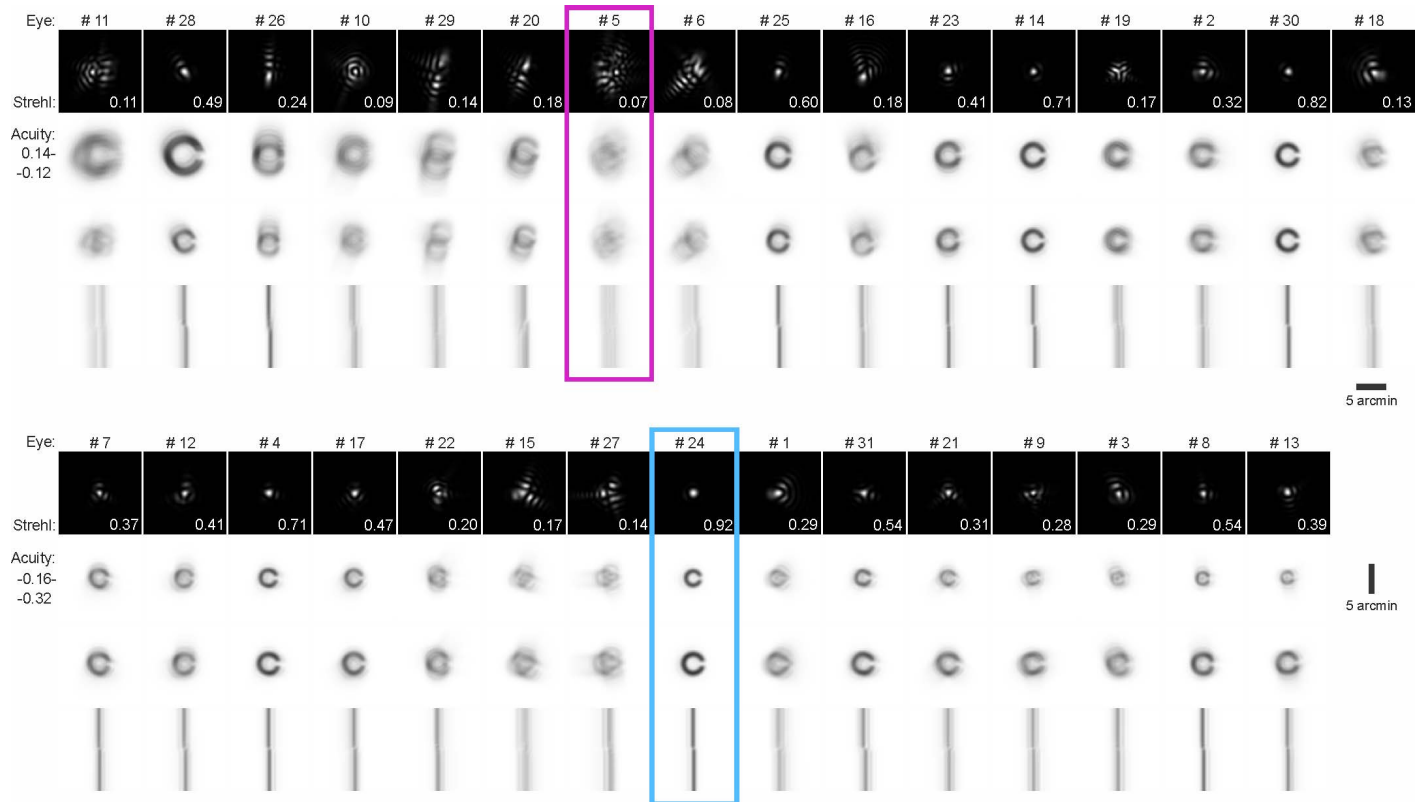 Eye: # 11 # 28 # 26 # 10 # 29 # 20 # 5 # 6 # 25 # 16 # 23 # 14 # 19 # 2 # 30 # 18
Strehl: 0.11 0.49 0.24 0.09 0.14 0.18 0.07 0.08 0.60 0.18 0.41 0.71 0.17 0.32 0.82 0.13
Acuity:
0.14-
-0.12
5 arcmin
Eye: # 7 # 12 # 4 # 17 # 22 # 15 # 27 # 24 # 1 # 31 # 21 # 9 # 3 # 8 # 13
Strehl: 0.37 0.41 0.71 0.47 0.20 0.17 0.14 0.92 0.29 0.54 0.31 0.28 0.29 0.54 0.39
Acuity:
-0.16-
-0.32
5 arcmin